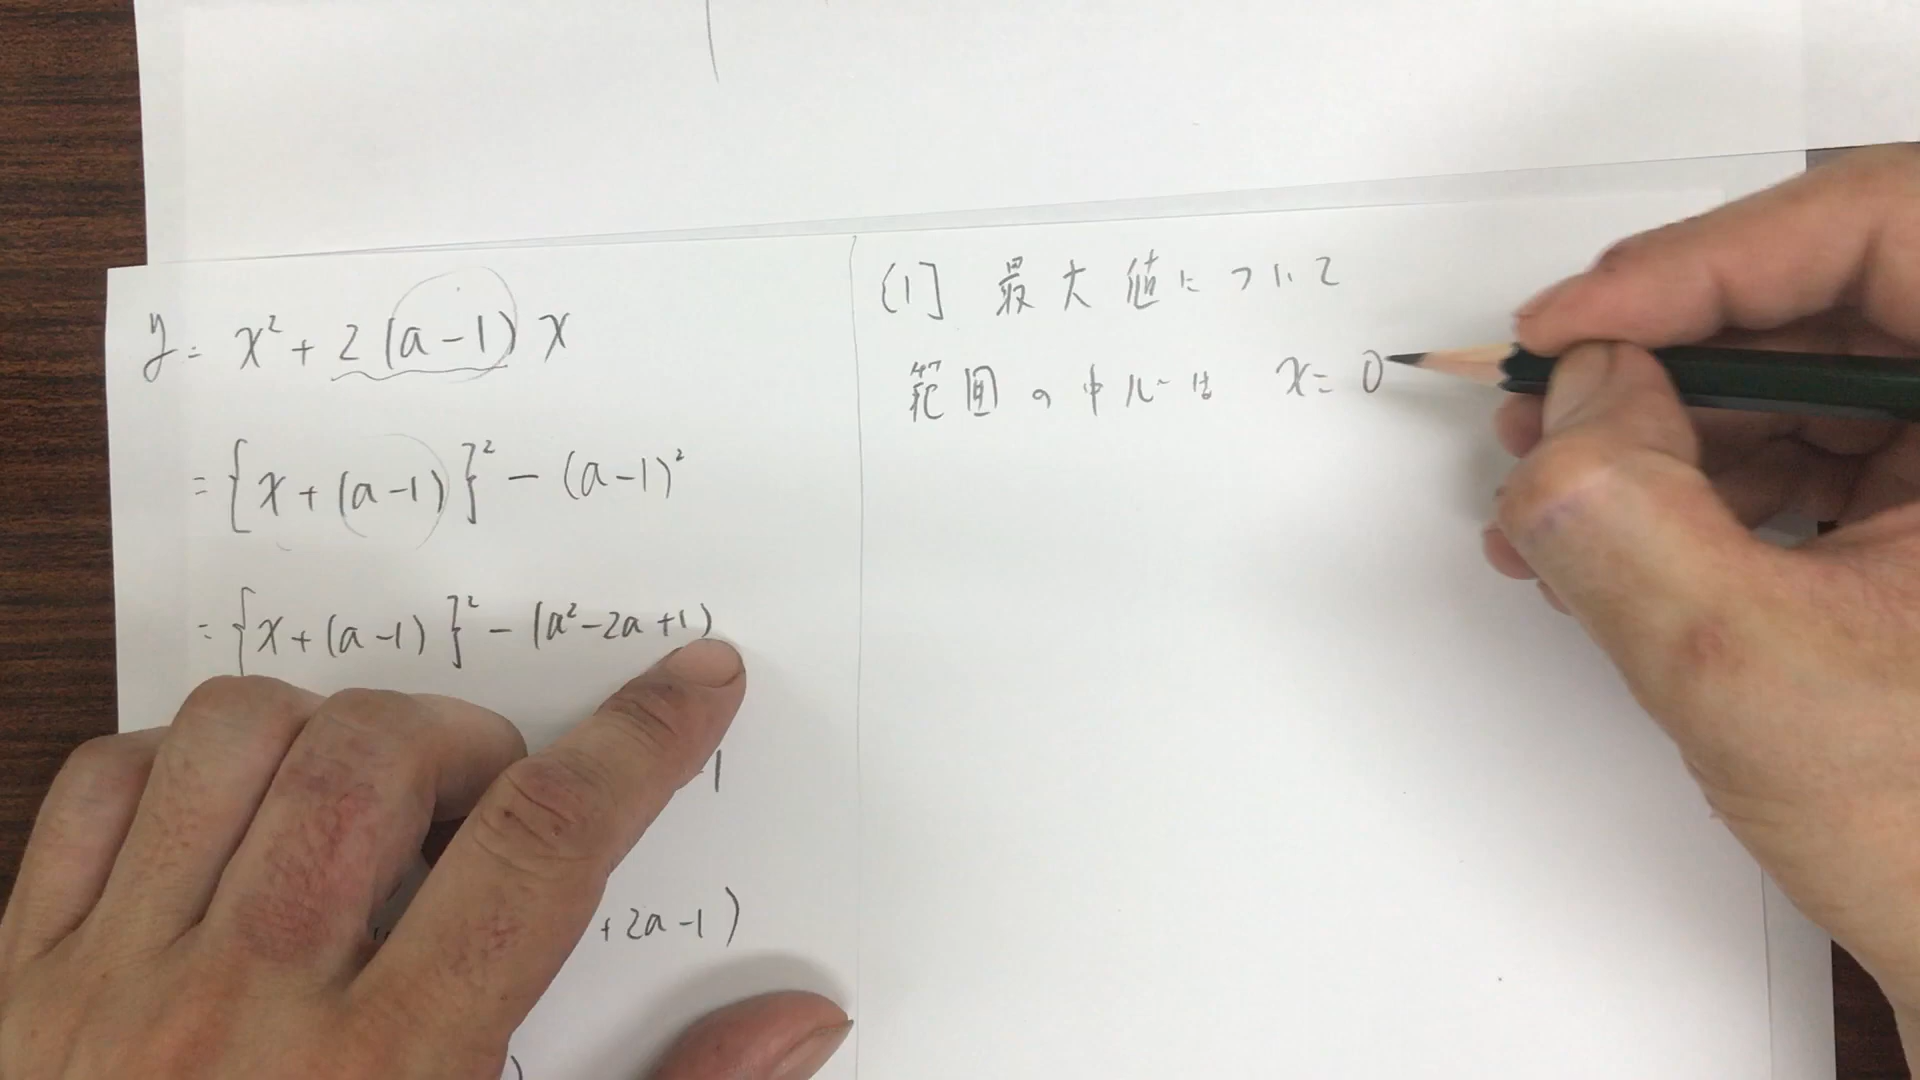 y = x² + 2(a-1)x
= {x+(a-1)}² - (a-1)²
= {x+(a-1)}² - (a²-2a+1)
1
+2a-1)
)
[1] 最大値について
範囲の中心は x=0